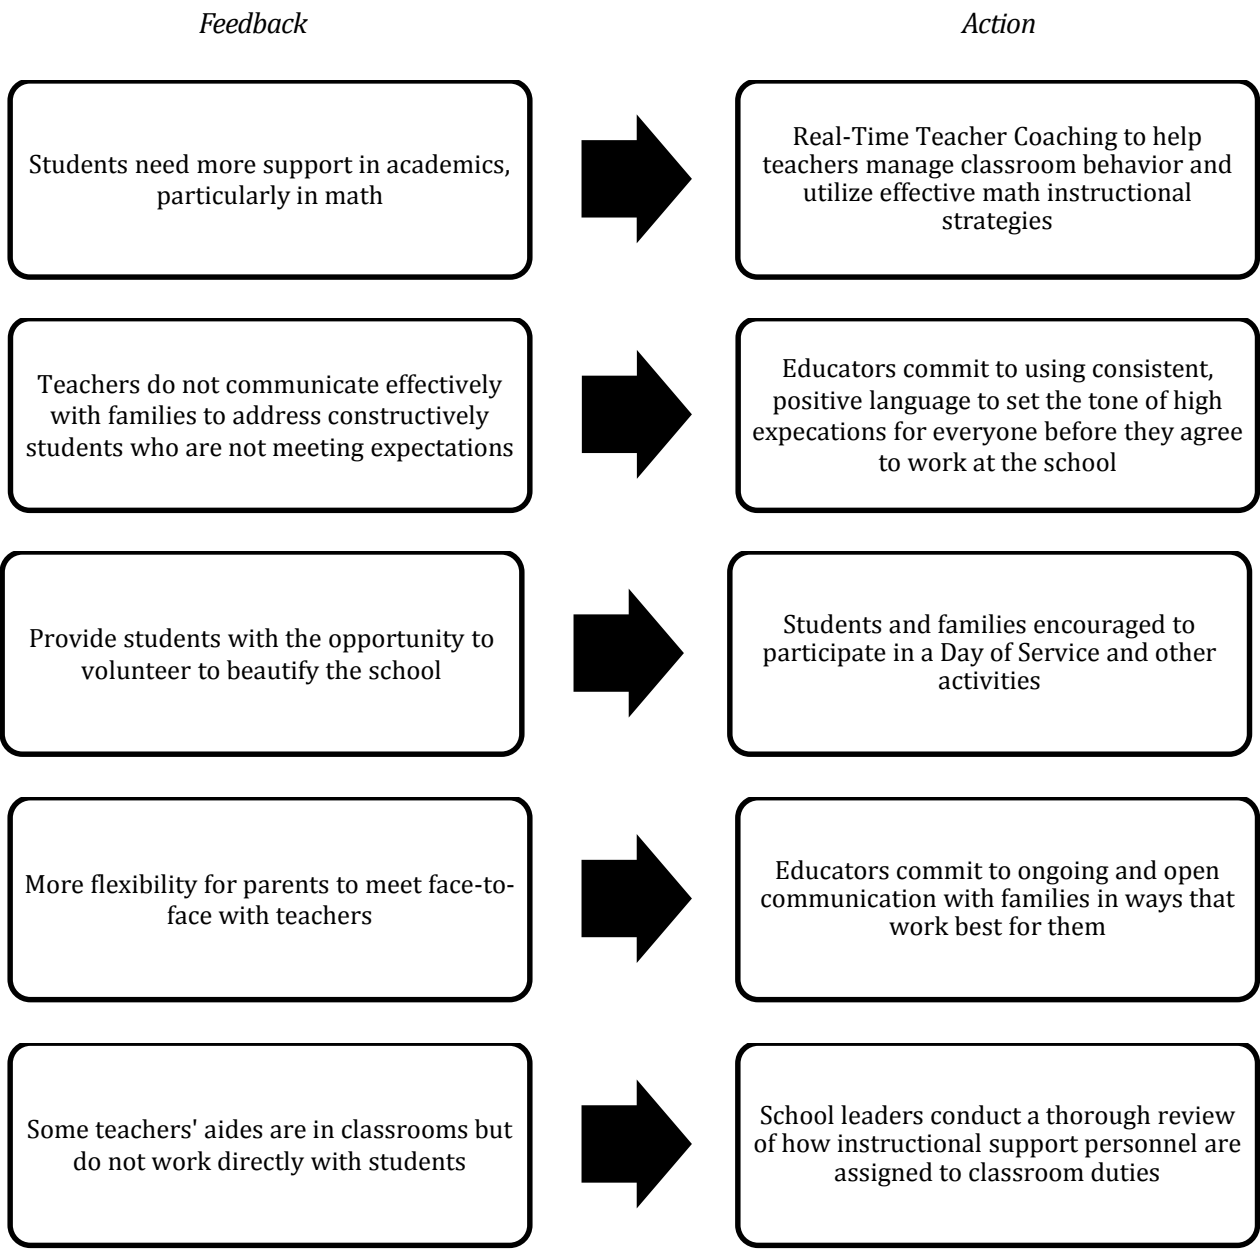 Feedback
Action
Students need more support in academics,
particularly in math
Real-Time Teacher Coaching to help
teachers manage classroom behavior and
utilize effective math instructional
strategies
Teachers do not communicate effectively
with families to address constructively
students who are not meeting expectations
Educators commit to using consistent,
positive language to set the tone of high
expecations for everyone before they agree
to work at the school
Provide students with the opportunity to
volunteer to beautify the school
Students and families encouraged to
participate in a Day of Service and other
activities
More flexibility for parents to meet face-to-
face with teachers
Educators commit to ongoing and open
communication with families in ways that
work best for them
Some teachers' aides are in classrooms but
do not work directly with students
School leaders conduct a thorough review
of how instructional support personnel are
assigned to classroom duties